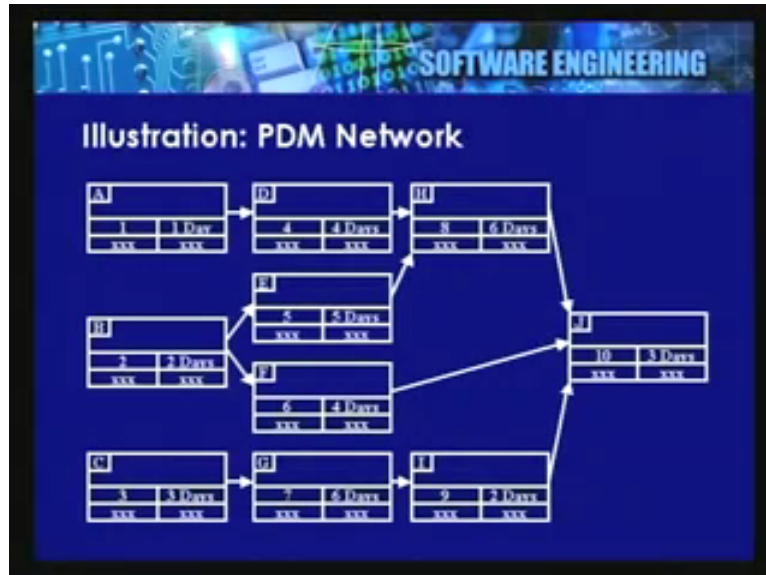 SOFTWARE ENGINEERING
Illustration: PDM Network
A
1 1 Day
xxx xxx
D
4 4 Days
xxx xxx
H
8 6 Days
xxx xxx
E
5 5 Days
xxx xxx
B
2 2 Days
xxx xxx
F
6 4 Days
xxx xxx
J
10 3 Days
xxx xxx
C
3 3 Days
xxx xxx
G
7 6 Days
xxx xxx
I
9 2 Days
xxx xxx